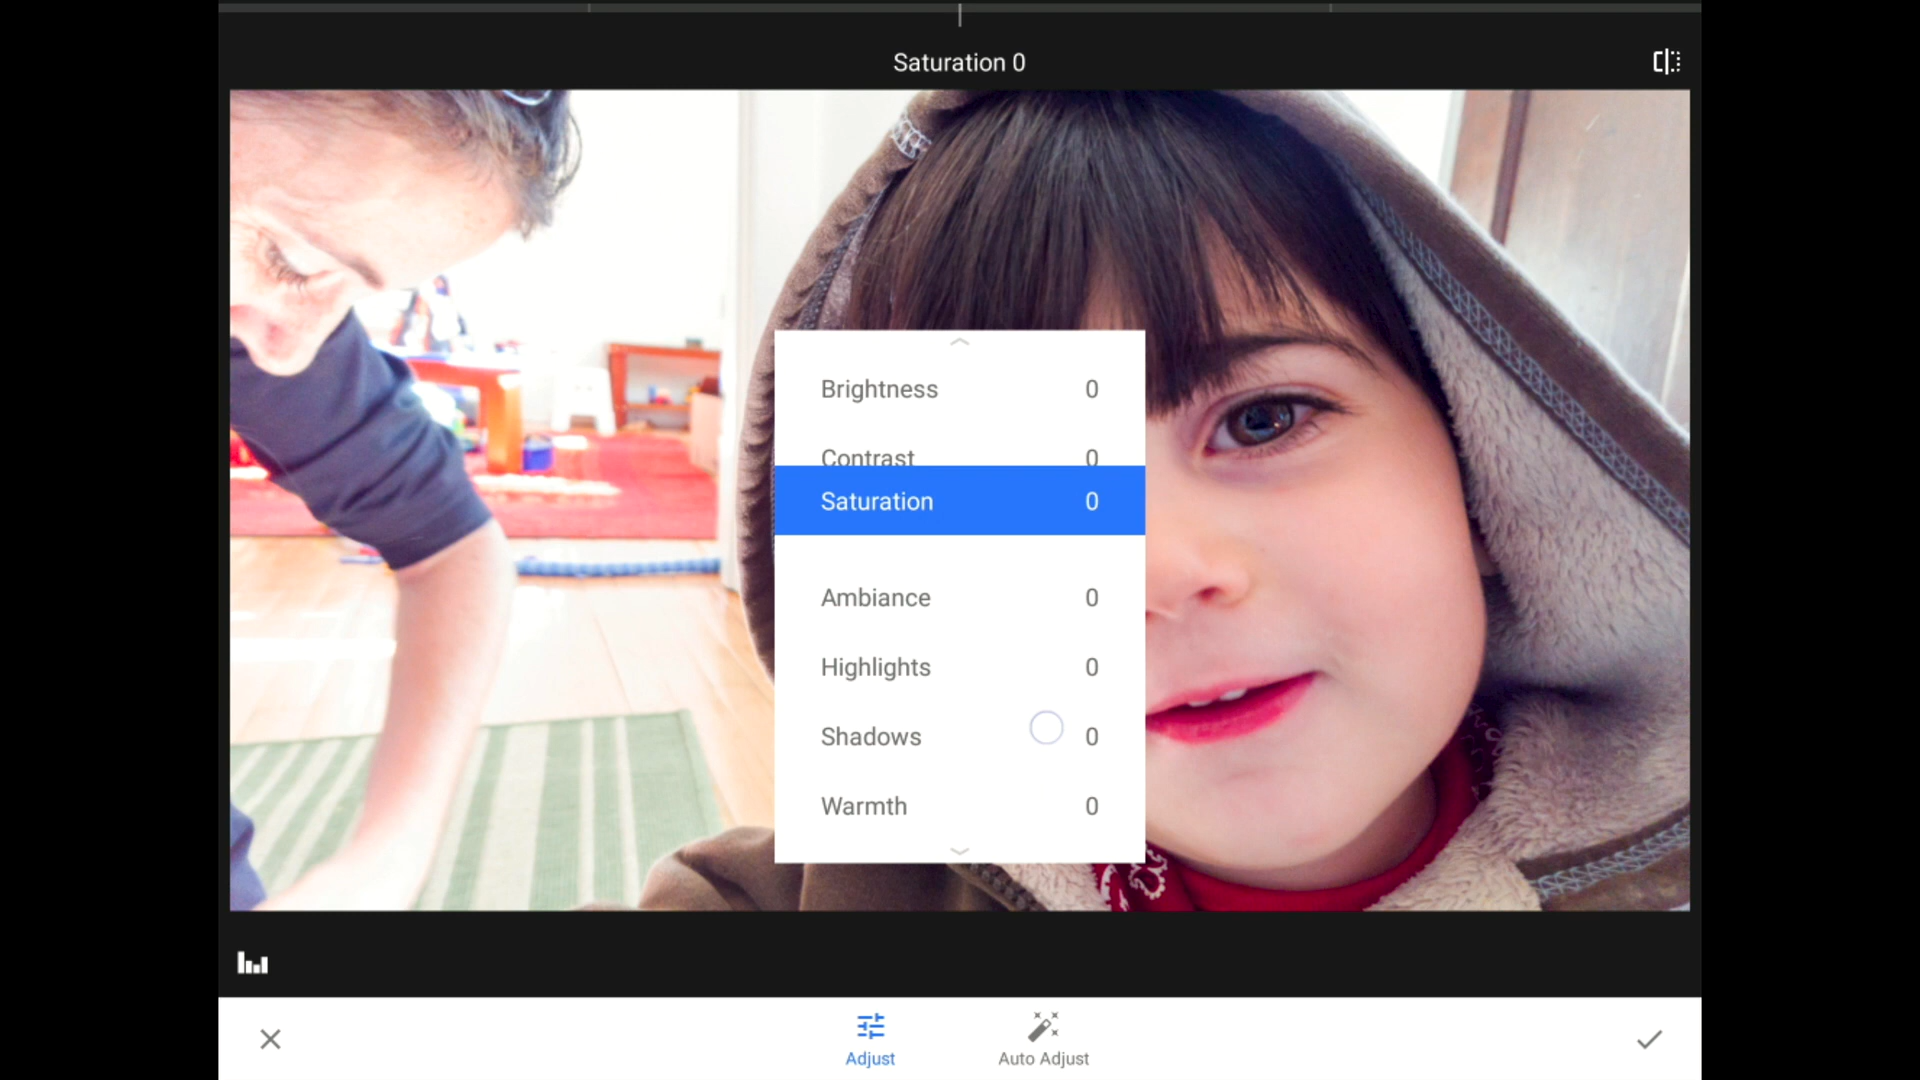 Saturation 0
Brightness 0
Contrast 0
Saturation 0
Ambiance 0
Highlights 0
Shadows 0
Warmth 0
Adjust
Auto Adjust